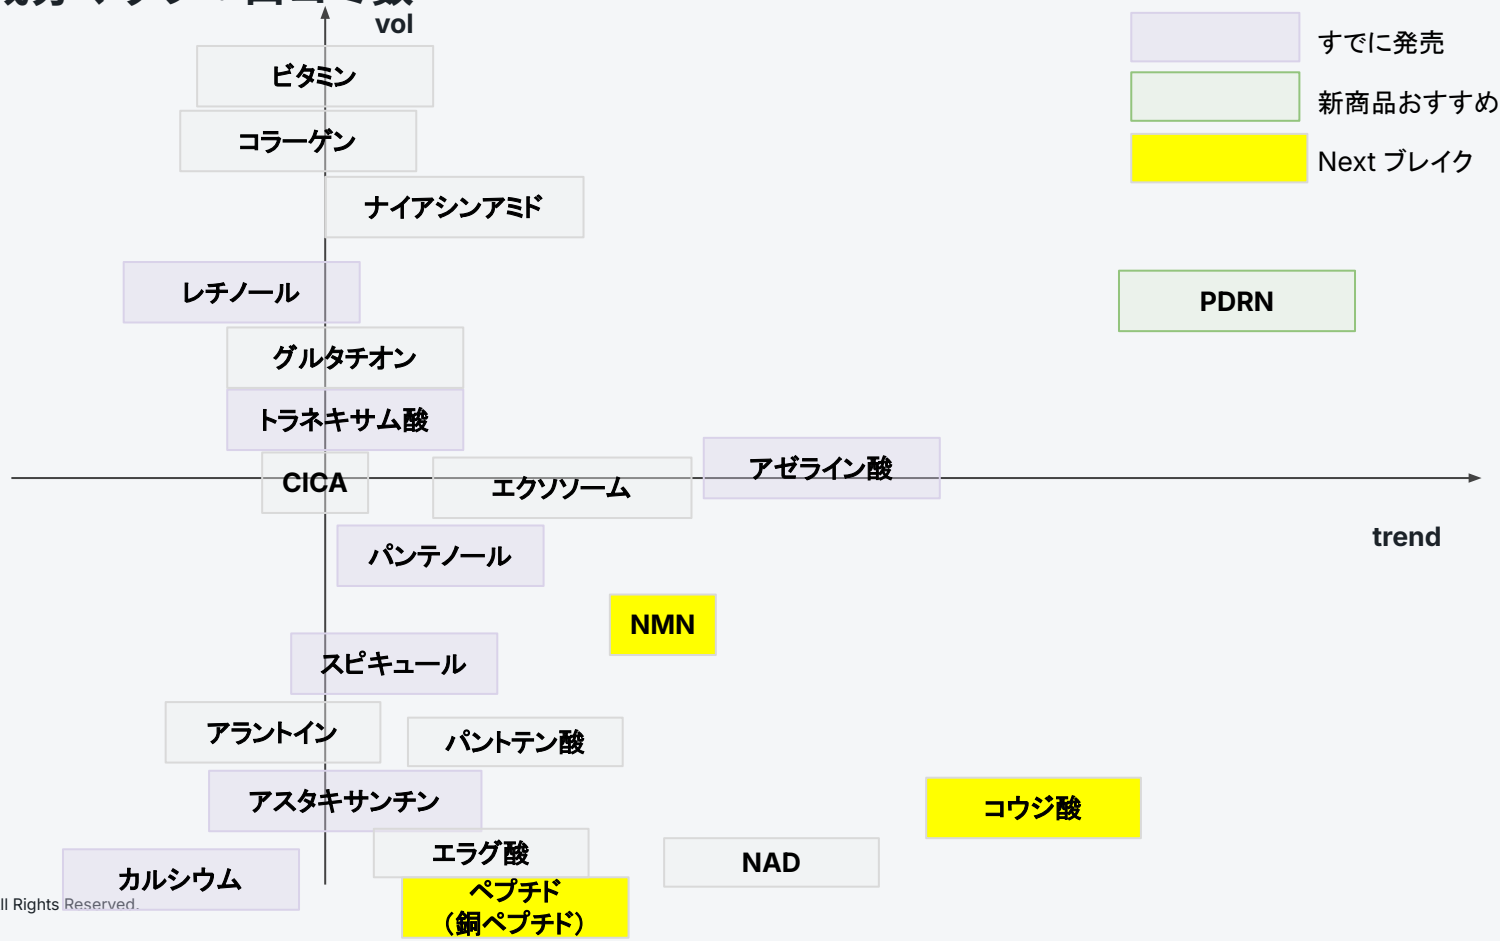 vol
ビタミン
コラーゲン
ナイアシンアミド
レチノール
グルタチオン
トラネキサム酸
CICA
エクソソーム
アゼライン酸
PDRN
trend
パンテノール
NMN
スピキュール
アラントイン
パントテン酸
アスタキサンチン
コウジ酸
エラグ酸
NAD
カルシウム
ペプチド
（銅ペプチド）
ll Rights Reserved.
すでに発売
新商品おすすめ
Next ブレイク